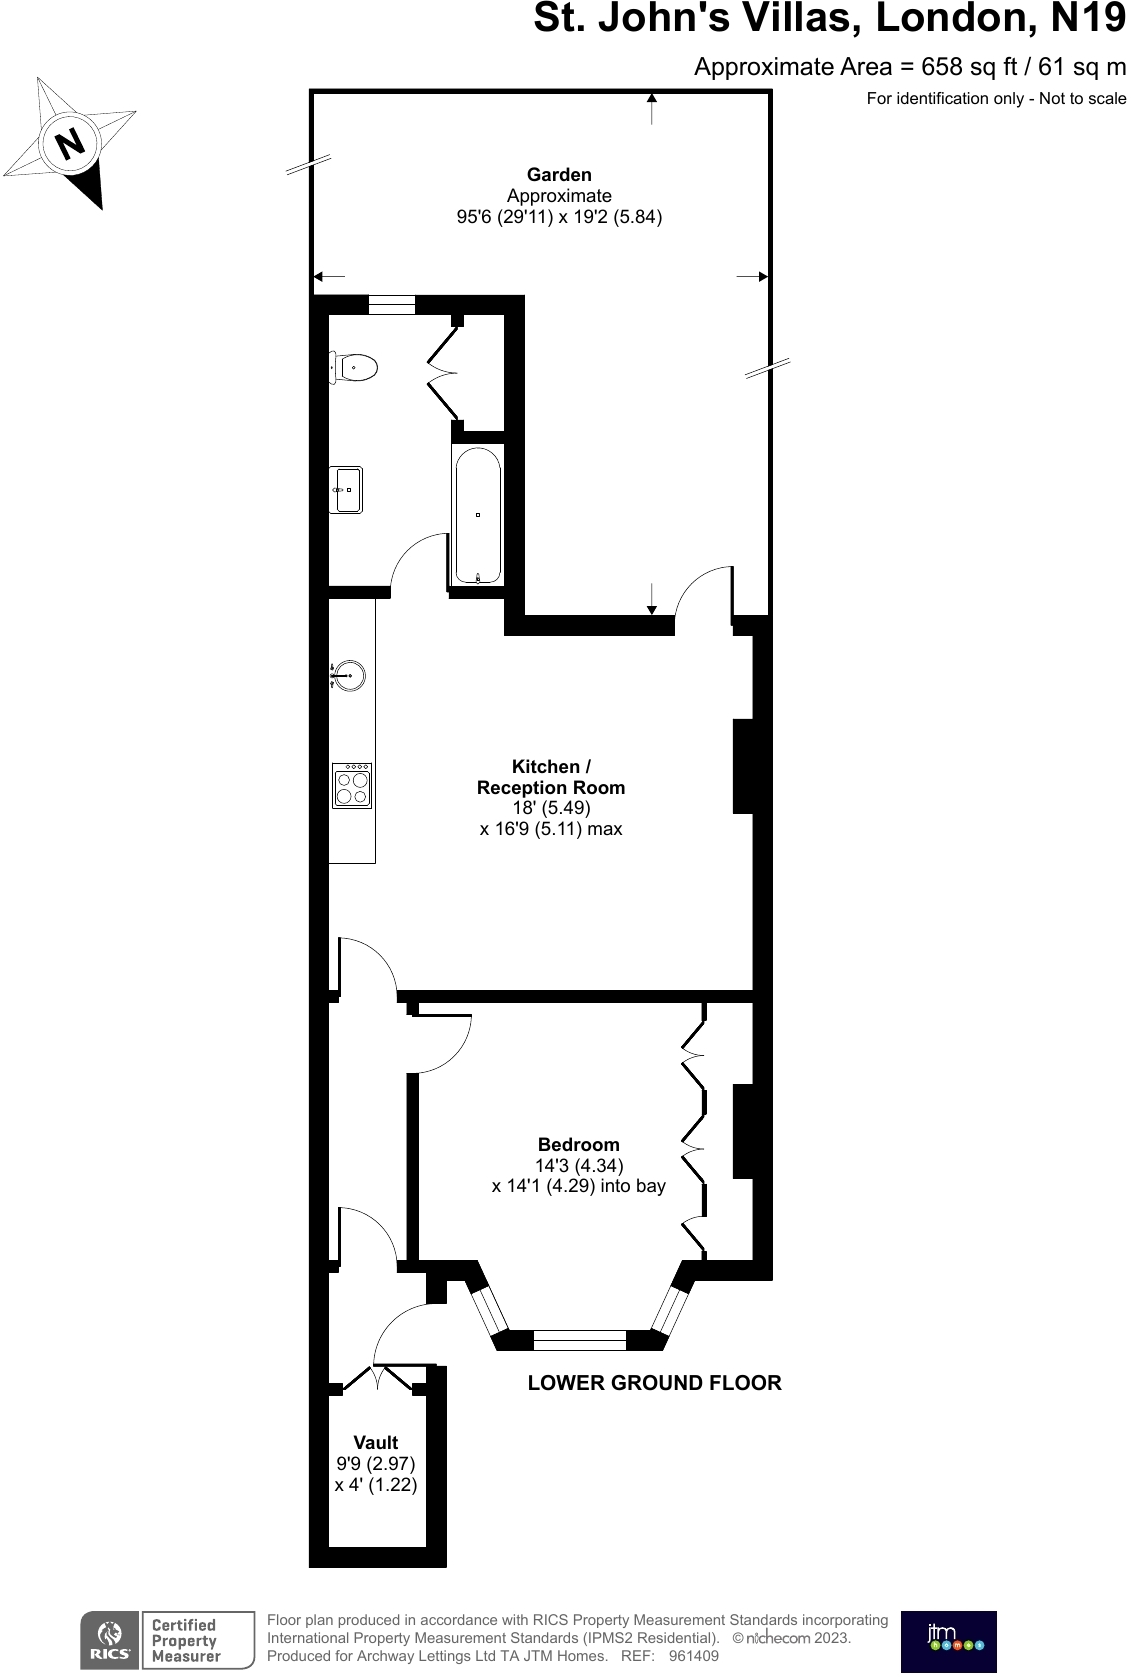 St. John's Villas, London, N19
Approximate Area = 658 sq ft / 61 sq m
For identification only - Not to scale
N
Garden
Approximate
95'6 (29'11) x 19'2 (5.84)
Kitchen /
Reception Room
18' (5.49)
x 16'9 (5.11) max
Bedroom
14'3 (4.34)
x 14'1 (4.29) into bay
LOWER GROUND FLOOR
Vault
9'9 (2.97)
x 4' (1.22)
RICS
Certified
Property
Measurer
Floor plan produced in accordance with RICS Property Measurement Standards incorporating
International Property Measurement Standards (IPMS2 Residential). © nichecom 2023.
Produced for Archway Lettings Ltd TA JTM Homes. REF: 961409
jtm
homes